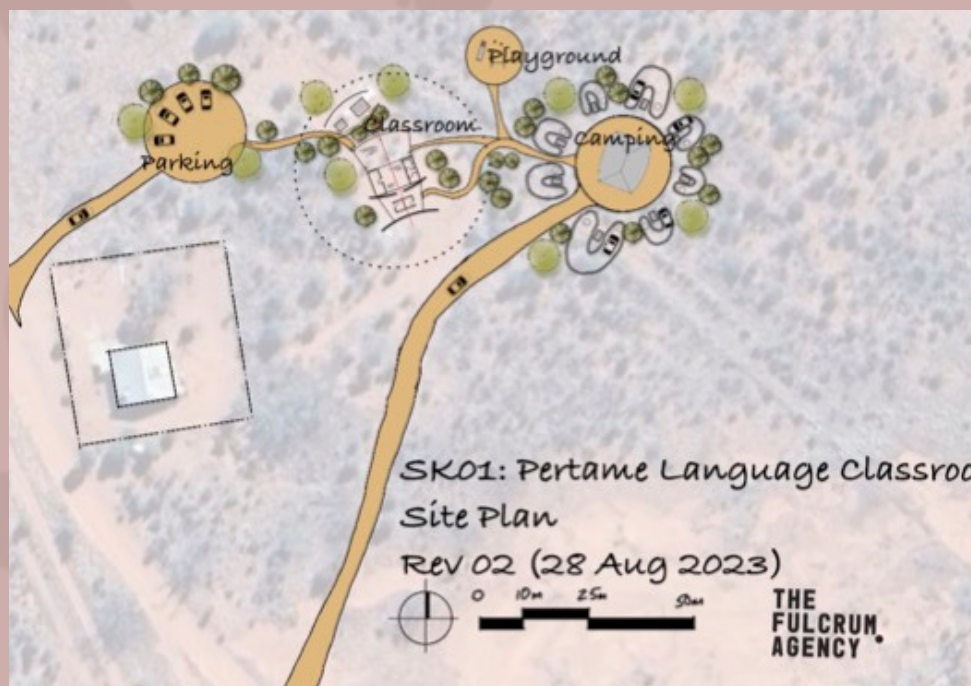 Playground
Classroom
Camping
Parking
SK01: Pertame Language Classroo
Site Plan
Rev 02 (28 Aug 2023)
0 10m 25m 50m
THE
FULCRUM
AGENCY